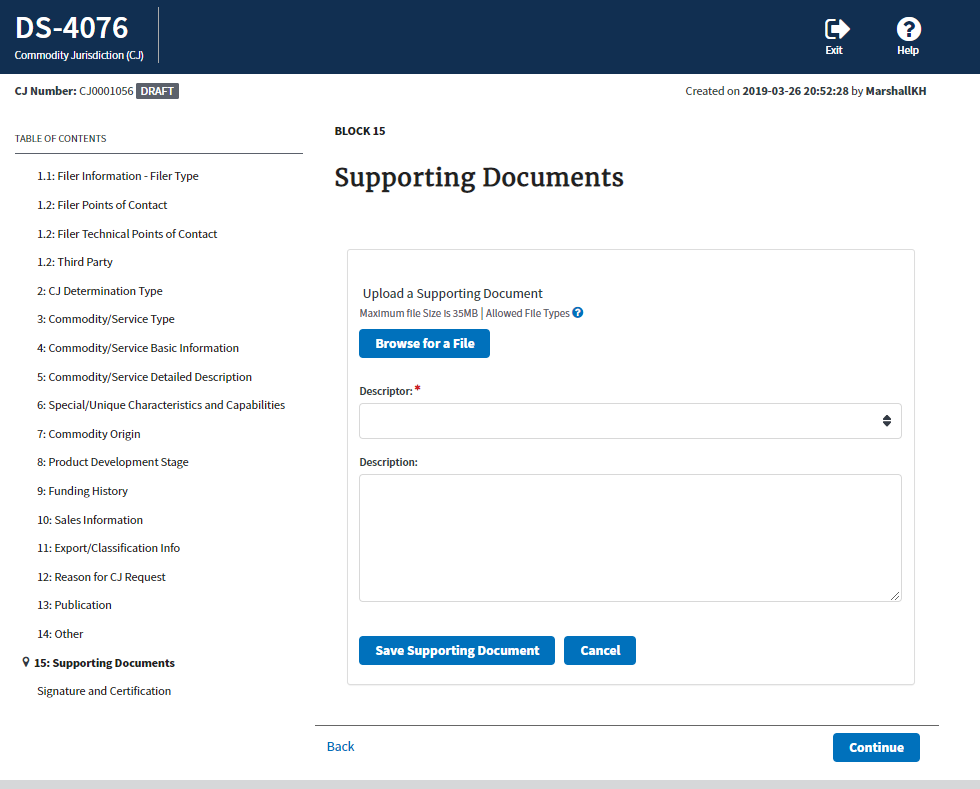 DS-4076
Commodity Jurisdiction (CJ)
Exit
Help
CJ Number: CJ0001056 DRAFT
Created on 2019-03-26 20:52:28 by MarshallKH
TABLE OF CONTENTS
1.1: Filer Information - Filer Type
1.2: Filer Points of Contact
1.2: Filer Technical Points of Contact
1.2: Third Party
2: CJ Determination Type
3: Commodity/Service Type
4: Commodity/Service Basic Information
5: Commodity/Service Detailed Description
6: Special/Unique Characteristics and Capabilities
7: Commodity Origin
8: Product Development Stage
9: Funding History
10: Sales Information
11: Export/Classification Info
12: Reason for CJ Request
13: Publication
14: Other
15: Supporting Documents
Signature and Certification
BLOCK 15
Supporting Documents
Upload a Supporting Document
Maximum file Size is 35MB | Allowed File Types ?
Browse for a File
Descriptor: *
Description:
Save Supporting Document
Cancel
Back
Continue